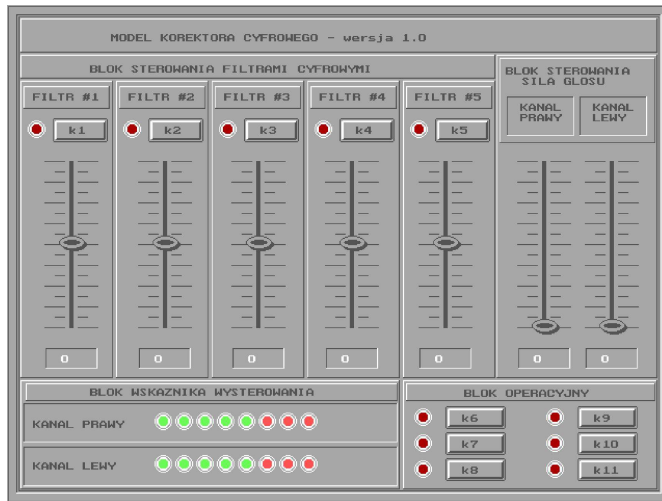 MODEL KOREKTORA CYFROWEGO - wersja 1.0
BLOK STEROWANIA FILTRAMI CYFROWYMI
BLOK STEROWANIA
SILA GLOSU
FILTR #1
FILTR #2
FILTR #3
FILTR #4
FILTR #5
KANAL
PRAWY
KANAL
LEWY
k1
k2
k3
k4
k5
0
0
0
0
0
0
0
BLOK WSKAZNIKA WYSTEROWANIA
KANAL PRAWY
KANAL LEWY
BLOK OPERACYJNY
k6
k9
k7
k10
k8
k11